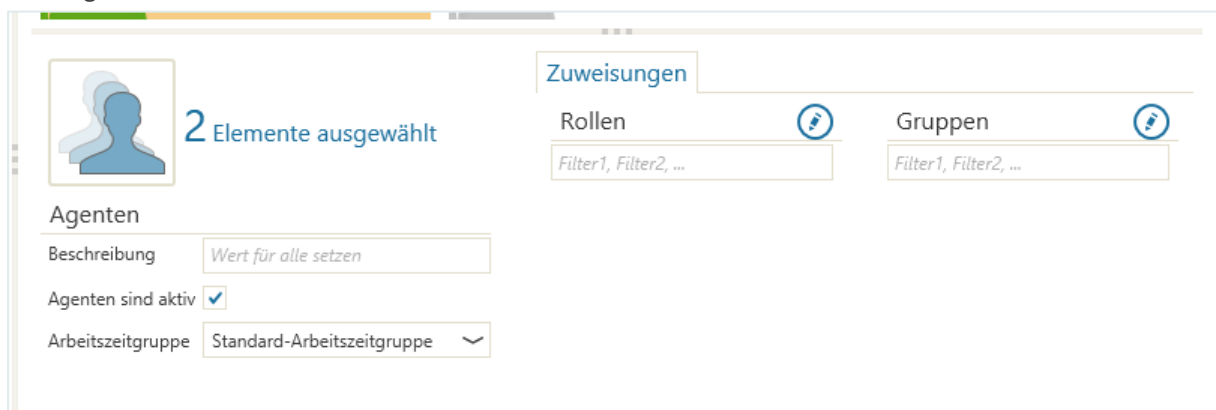 2 Elemente ausgewählt
Agenten
Beschreibung Wert für alle setzen
Agenten sind aktiv
Arbeitszeitgruppe Standard-Arbeitszeitgruppe
Zuweisungen
Rollen
Filter1, Filter2, ...
Gruppen
Filter1, Filter2, ...